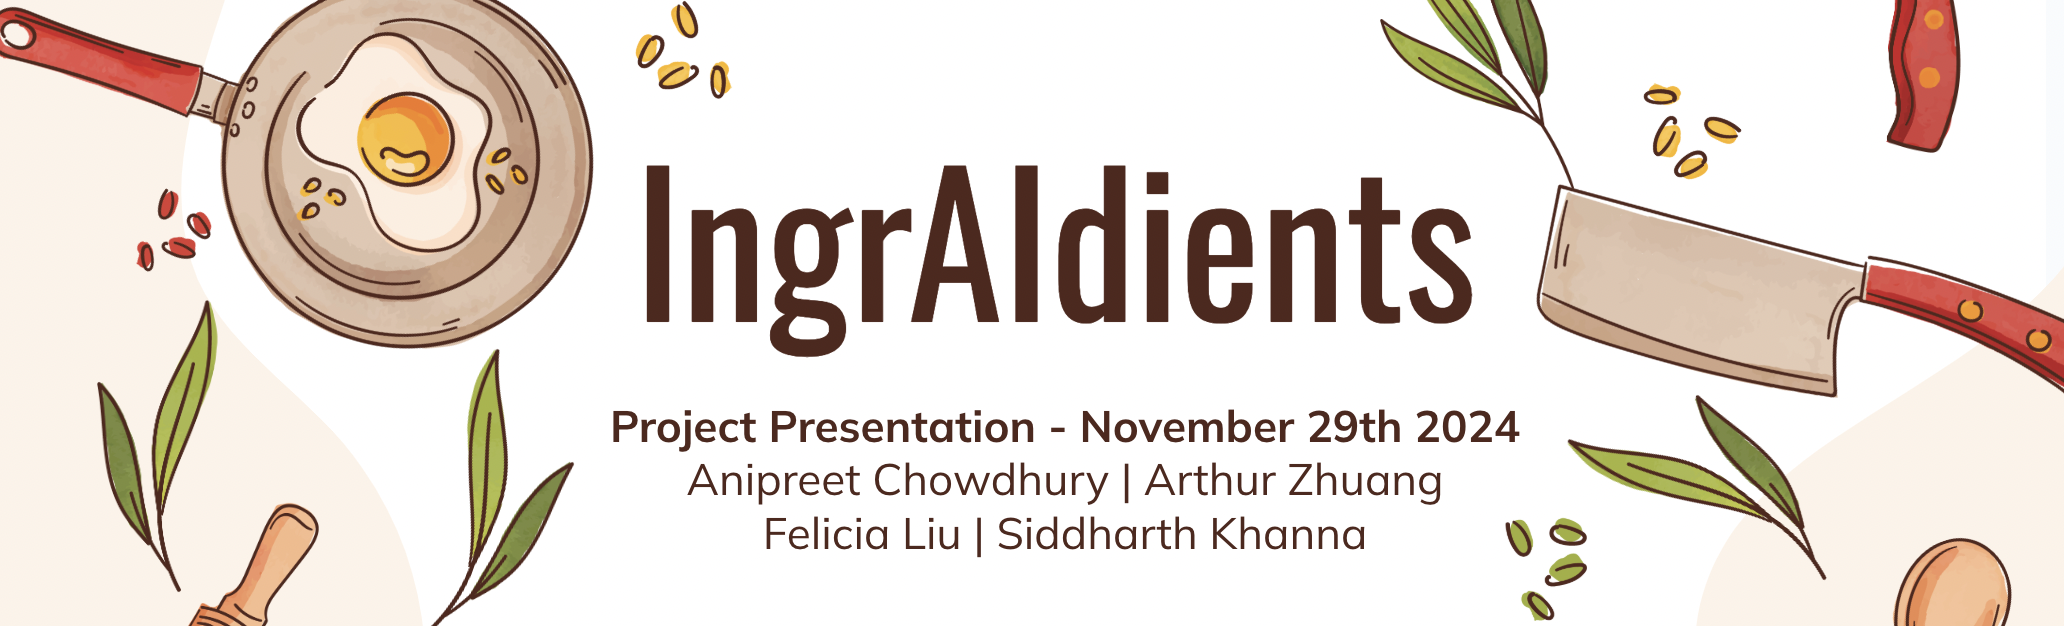 IngrAIdients
Project Presentation - November 29th 2024
Anipreet Chowdhury | Arthur Zhuang
Felicia Liu | Siddharth Khanna